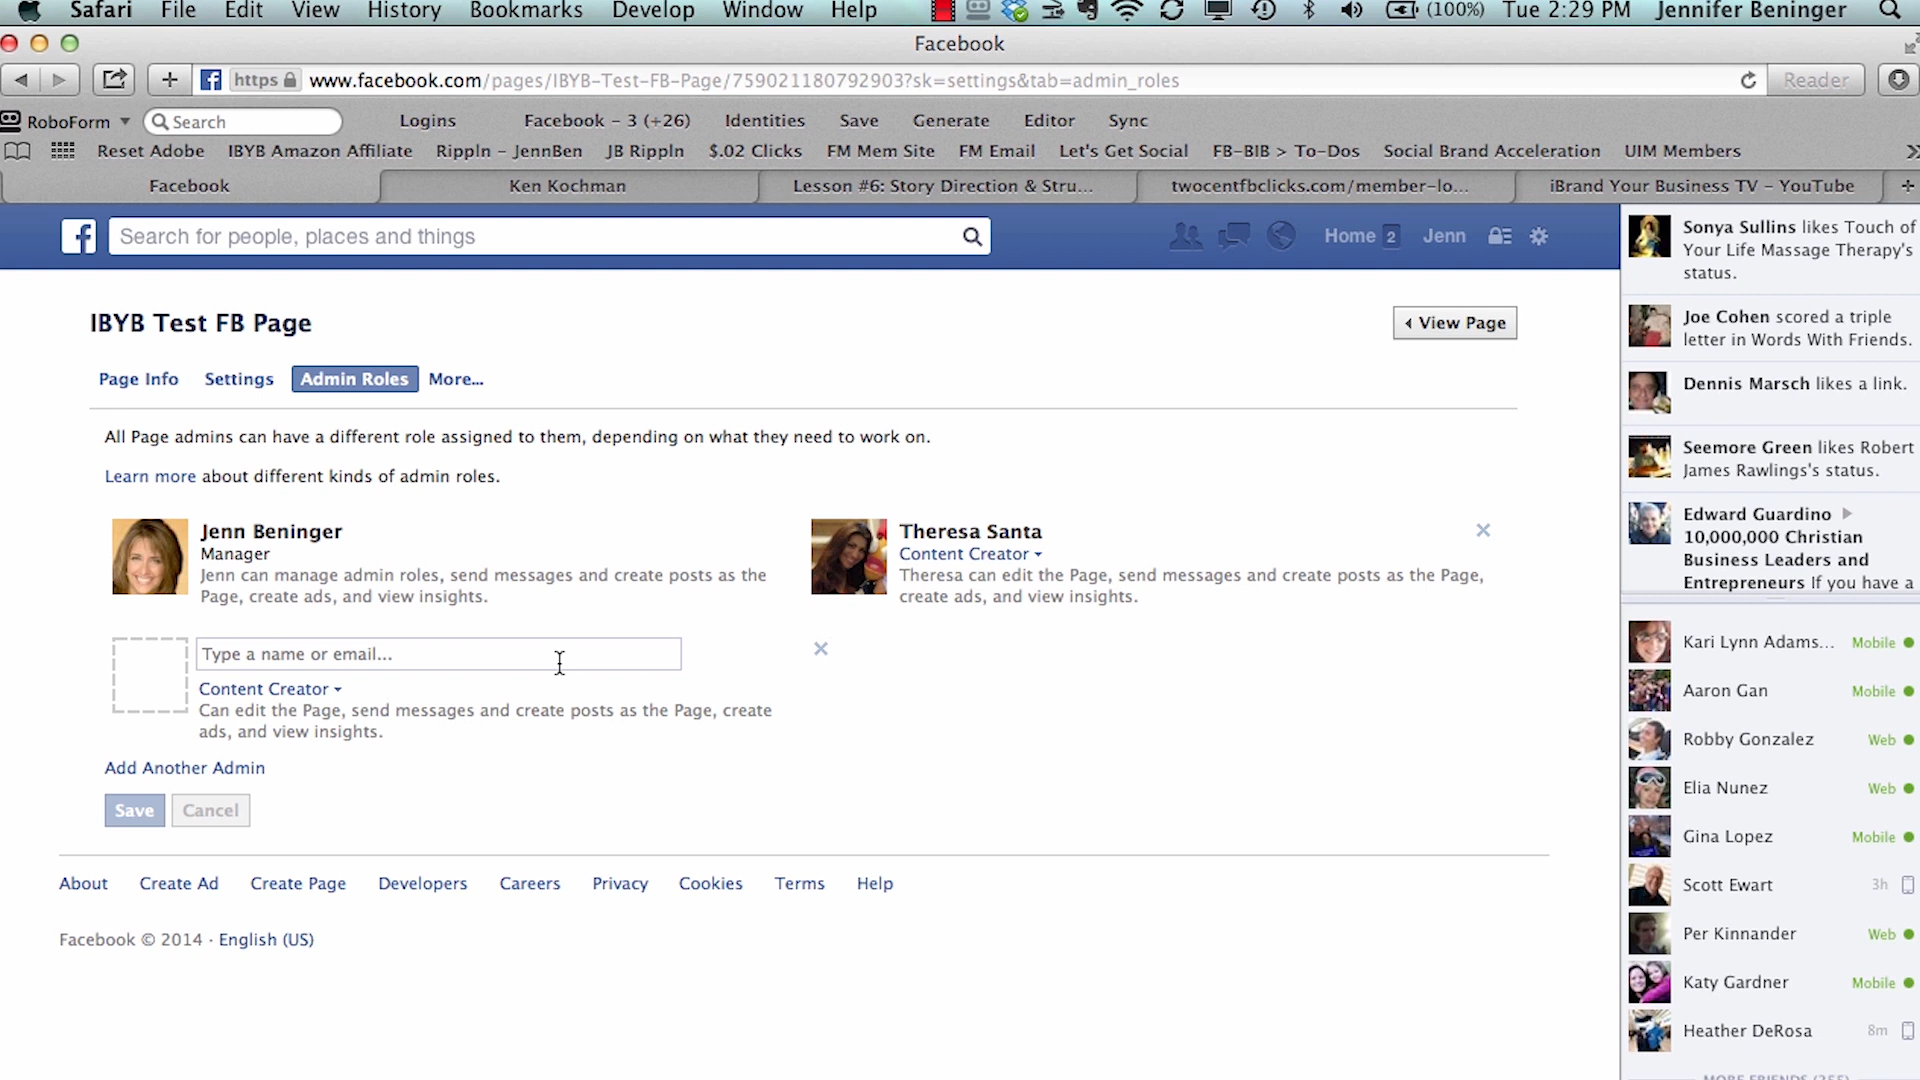 Safari File Edit View History Bookmarks Develop Window Help (100%) Tue 2:29 PM Jennifer Beninger
Facebook
https www.facebook.com/pages/IBYB-Test-FB-Page/759021180792903?sk=settings&tab=admin_roles Reader
RoboForm Search Logins Facebook - 3 (+26) Identities Save Generate Editor Sync
Reset Adobe IBYB Amazon Affiliate Rippln - JennBen JB Rippln $.02 Clicks FM Mem Site FM Email Let's Get Social FB-BIB > To-Dos Social Brand Acceleration UIM Members
Facebook Ken Kochman Lesson #6: Story Direction & Stru... twocentfbclicks.com/member-lo... iBrand Your Business TV - YouTube
f Search for people, places and things Home 2 Jenn
IBYB Test FB Page
View Page
Page Info Settings Admin Roles More...
All Page admins can have a different role assigned to them, depending on what they need to work on.
Learn more about different kinds of admin roles.
Jenn Beninger
Manager
Jenn can manage admin roles, send messages and create posts as the
Page, create ads, and view insights.
Theresa Santa
Content Creator
Theresa can edit the Page, send messages and create posts as the Page,
create ads, and view insights.
Type a name or email...
Content Creator
Can edit the Page, send messages and create posts as the Page, create
ads, and view insights.
Add Another Admin
Save Cancel
About Create Ad Create Page Developers Careers Privacy Cookies Terms Help
Facebook © 2014 · English (US)
Sonya Sullins likes Touch of
Your Life Massage Therapy's
status.
Joe Cohen scored a triple
letter in Words With Friends.
Dennis Marsch likes a link.
Seemore Green likes Robert
James Rawlings's status.
Edward Guardino
10,000,000 Christian
Business Leaders and
Entrepreneurs If you have a
Kari Lynn Adams... Mobile
Aaron Gan Mobile
Robby Gonzalez Web
Elia Nunez Web
Gina Lopez Mobile
Scott Ewart 3h
Per Kinnander Web
Katy Gardner Mobile
Heather DeRosa 8m